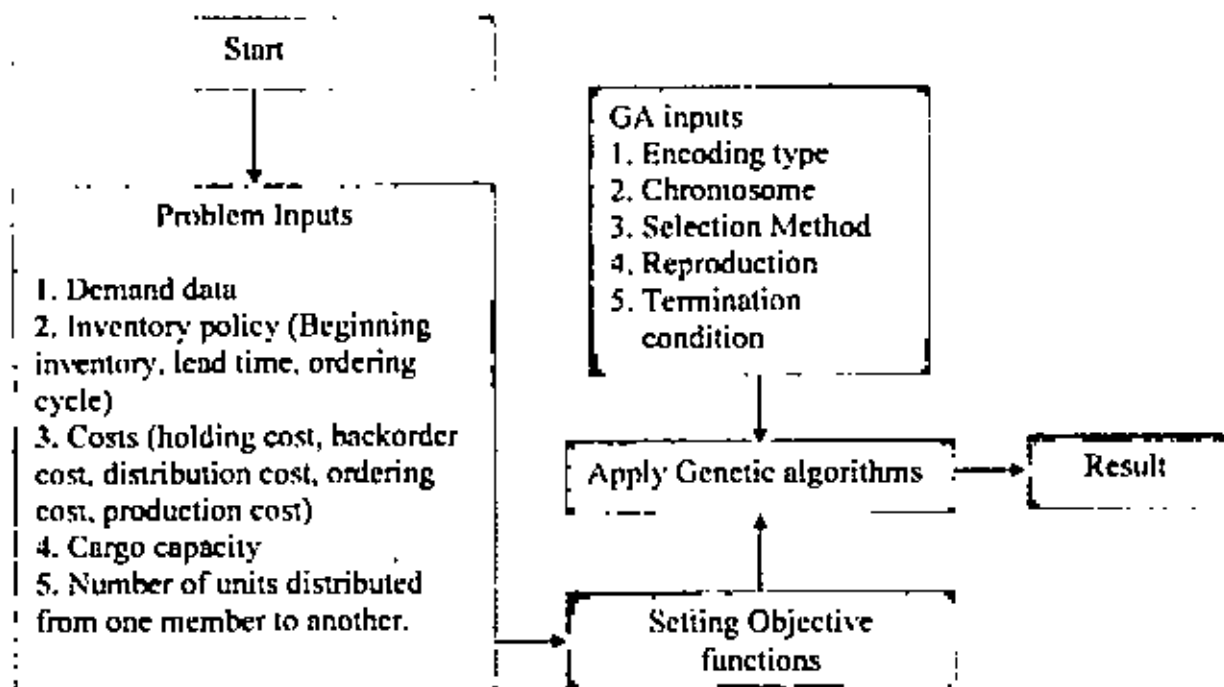 Start
Problem Inputs
1. Demand data
2. Inventory policy (Beginning
inventory, lead time, ordering
cycle)
3. Costs (holding cost, backorder
cost, distribution cost, ordering
cost, production cost)
4. Cargo capacity
5. Number of units distributed
from one member to another.
GA inputs
1. Encoding type
2. Chromosome
3. Selection Method
4. Reproduction
5. Termination
condition
Apply Genetic algorithms
Result
Setting Objective
functions